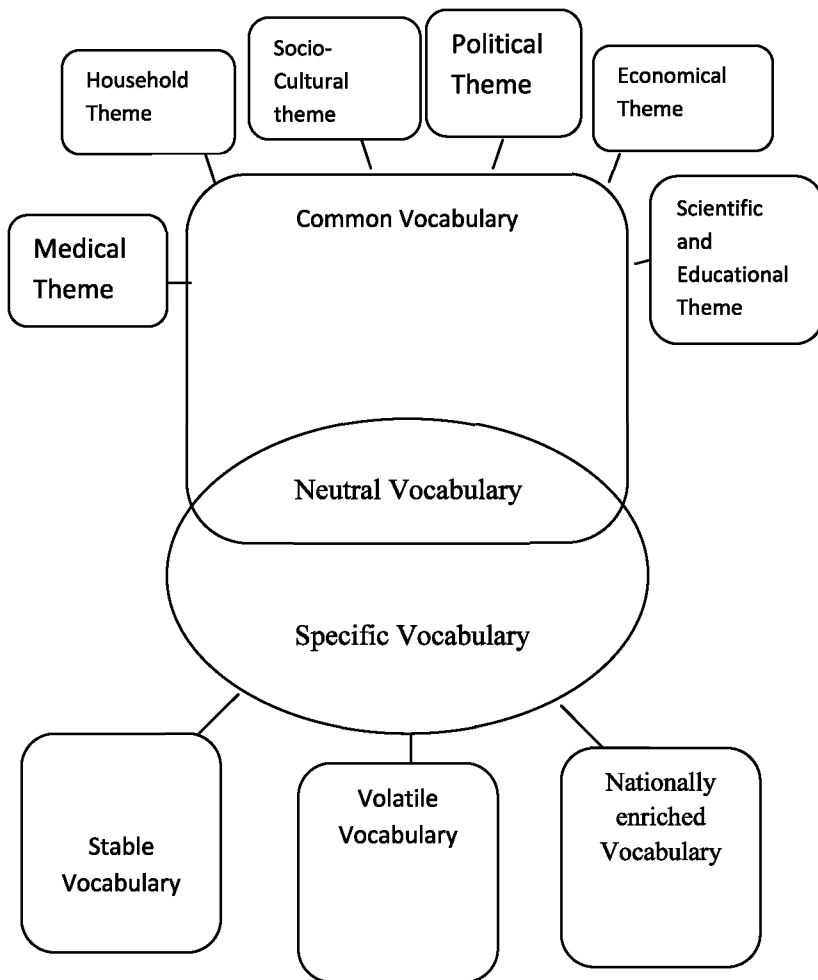 Household
Theme
Socio-
Cultural
theme
Political
Theme
Economical
Theme
Medical
Theme
Common Vocabulary
Scientific
and
Educational
Theme
Neutral Vocabulary
Specific Vocabulary
Stable
Vocabulary
Volatile
Vocabulary
Nationally
enriched
Vocabulary